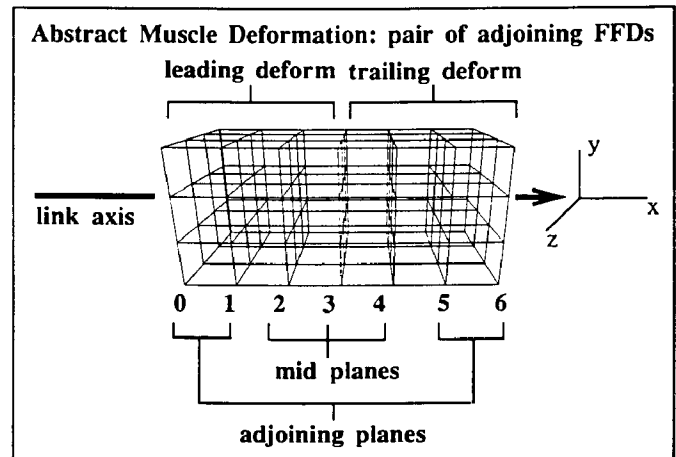 Abstract Muscle Deformation: pair of adjoining FFDs
leading deform trailing deform
y
link axis
x
z
0 1 2 3 4 5 6
mid planes
adjoining planes